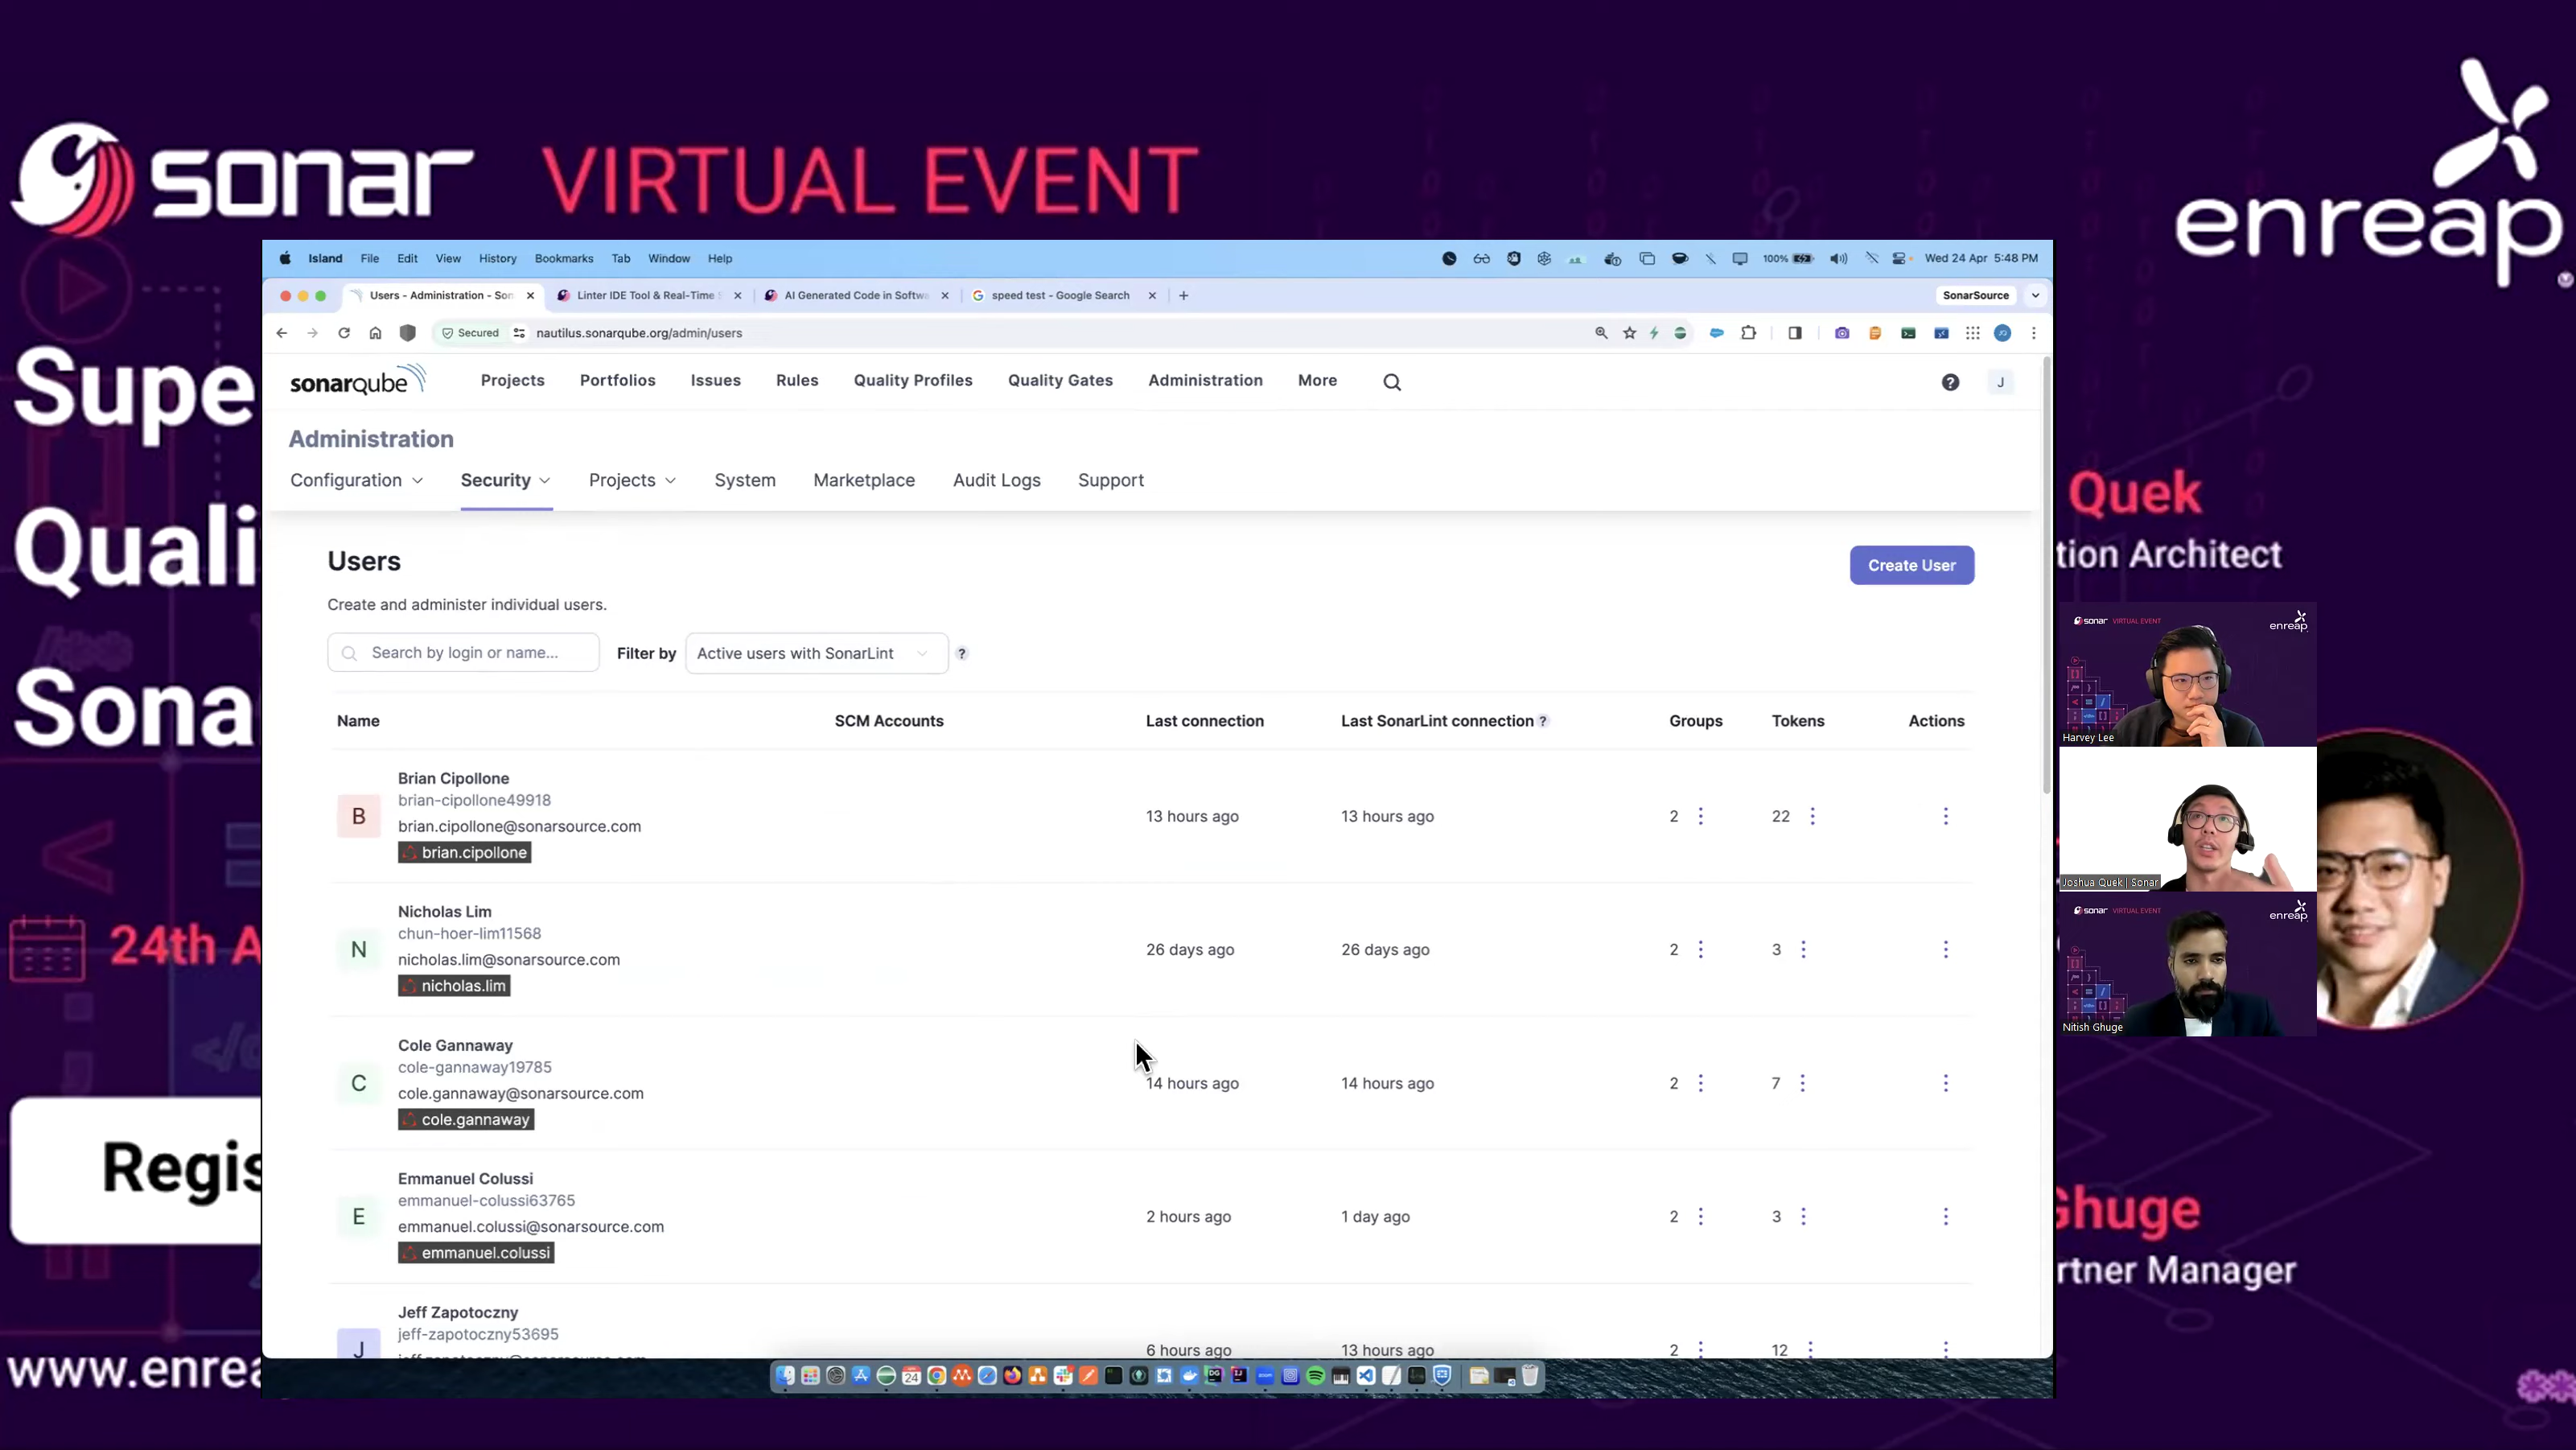 sonar VIRTUAL EVENT
enreap
Supe
Quali
Sona
24th A
Regis
www.enrea
Island File Edit View History Bookmarks Tab Window Help
100% Wed 24 Apr 5:48 PM
Users - Administration - Son
Linter IDE Tool & Real-Time S
AI Generated Code in Softwa
speed test - Google Search
SonarSource
Secured nautilus.sonarqube.org/admin/users
sonarqube Projects Portfolios Issues Rules Quality Profiles Quality Gates Administration More
J
Administration
Configuration Security Projects System Marketplace Audit Logs Support
Users
Create User
Create and administer individual users.
Search by login or name...
Filter by Active users with SonarLint ?
Name SCM Accounts Last connection Last SonarLint connection ? Groups Tokens Actions
B
Brian Cipollone
brian-cipollone49918
brian.cipollone@sonarsource.com
brian.cipollone
13 hours ago 13 hours ago 2 22
N
Nicholas Lim
chun-hoer-lim11568
nicholas.lim@sonarsource.com
nicholas.lim
26 days ago 26 days ago 2 3
C
Cole Gannaway
cole-gannaway19785
cole.gannaway@sonarsource.com
cole.gannaway
14 hours ago 14 hours ago 2 7
E
Emmanuel Colussi
emmanuel-colussi63765
emmanuel.colussi@sonarsource.com
emmanuel.colussi
2 hours ago 1 day ago 2 3
J
Jeff Zapotoczny
jeff-zapotoczny53695
6 hours ago 13 hours ago 2 12
Quek
tion Architect
sonar VIRTUAL EVENT
enreap
Harvey Lee
Joshua Quek | Sonar
sonar VIRTUAL EVENT
enreap
Nitish Ghuge
Ghuge
rtner Manager